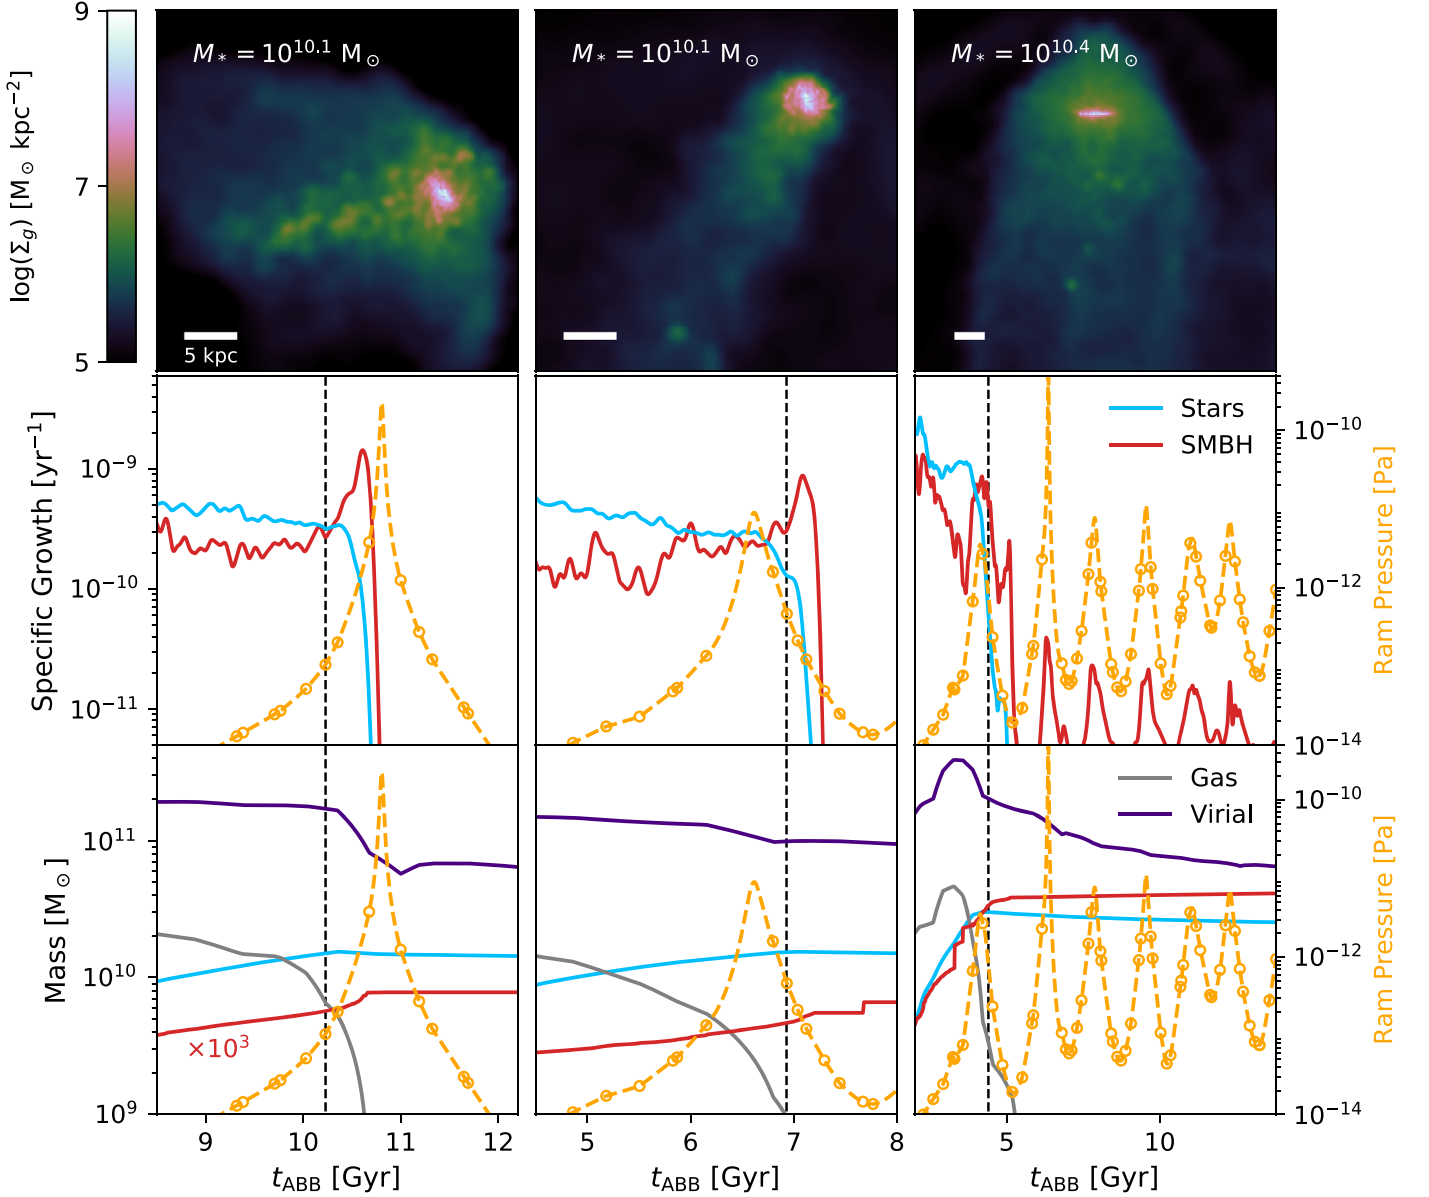 9
7
5
log(Σg) [M⊙ kpc−2]
M* = 10^10.1 M⊙
5 kpc
M* = 10^10.1 M⊙
M* = 10^10.4 M⊙
Specific Growth [yr−1]
10−9
10−10
10−11
Stars
SMBH
10−10
10−12
10−14
Ram Pressure [Pa]
Mass [M⊙]
10^11
10^10
10^9
×10^3
Gas
Virial
10−10
10−12
10−14
Ram Pressure [Pa]
9 10 11 12
5 6 7 8
5 10
tABB [Gyr]
tABB [Gyr]
tABB [Gyr]